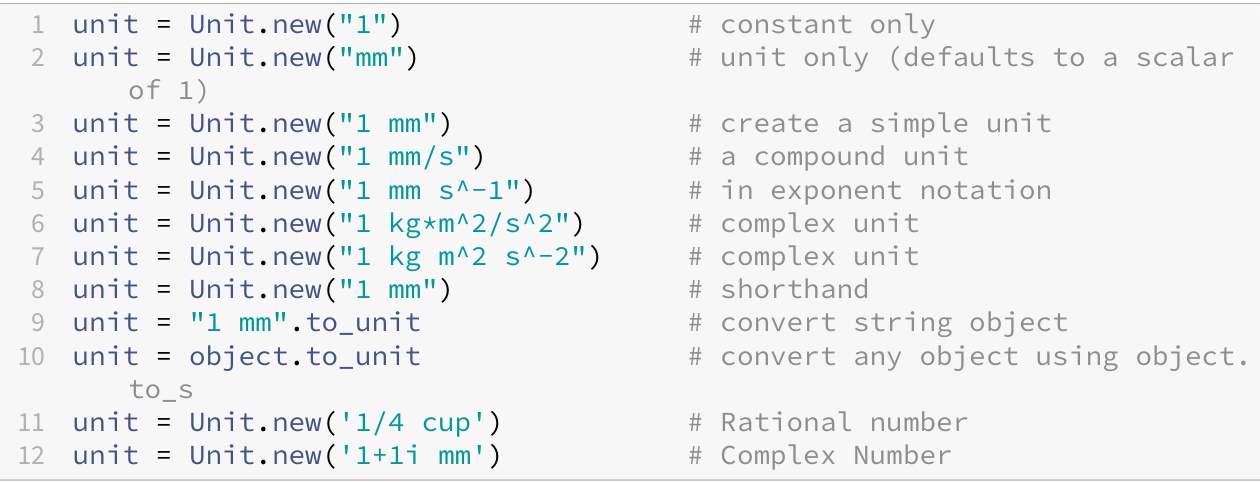 1 unit = Unit.new("1") # constant only
2 unit = Unit.new("mm") # unit only (defaults to a scalar
of 1)
3 unit = Unit.new("1 mm") # create a simple unit
4 unit = Unit.new("1 mm/s") # a compound unit
5 unit = Unit.new("1 mm s^-1") # in exponent notation
6 unit = Unit.new("1 kg*m^2/s^2") # complex unit
7 unit = Unit.new("1 kg m^2 s^-2") # complex unit
8 unit = Unit.new("1 mm") # shorthand
9 unit = "1 mm".to_unit # convert string object
10 unit = object.to_unit # convert any object using object.
to_s
11 unit = Unit.new('1/4 cup') # Rational number
12 unit = Unit.new('1+1i mm') # Complex Number